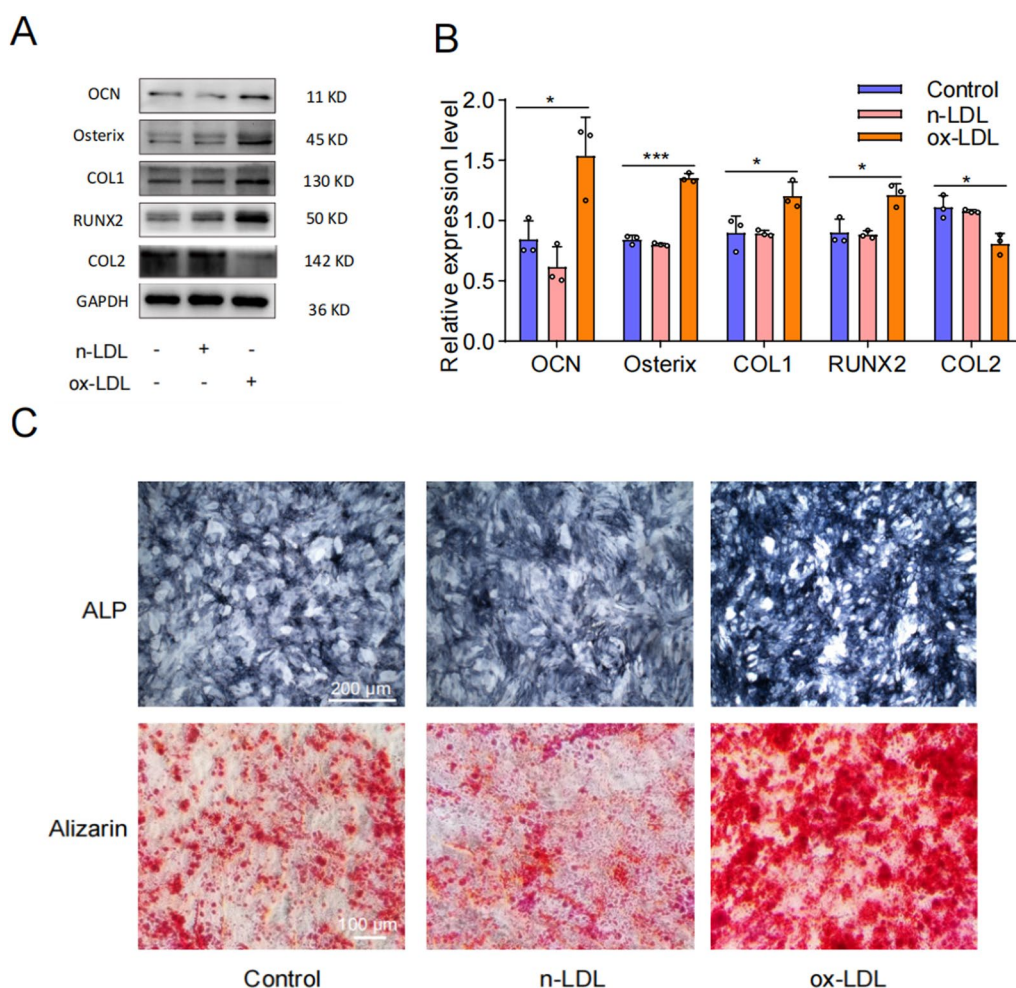 A
OCN 11 KD
Osterix 45 KD
COL1 130 KD
RUNX2 50 KD
COL2 142 KD
GAPDH 36 KD
n-LDL - + -
ox-LDL - - +
B
Relative expression level
2.0
1.5
1.0
0.5
0.0
* *** * * *
Control
n-LDL
ox-LDL
OCN Osterix COL1 RUNX2 COL2
C
ALP
200 μm
Alizarin
100 μm
Control n-LDL ox-LDL